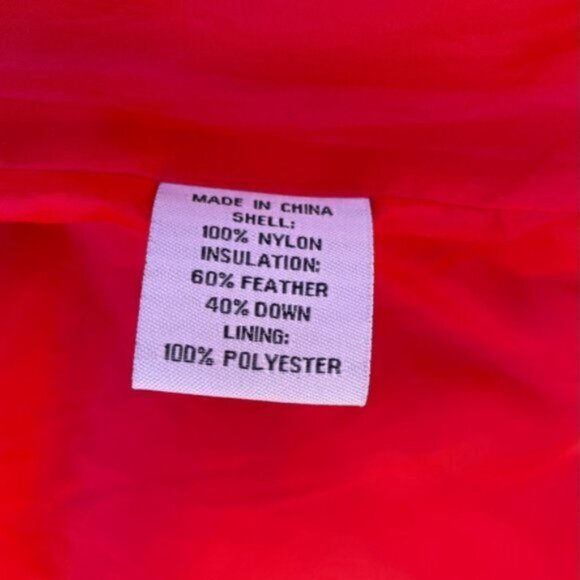 MADE IN CHINA
SHELL:
100% NYLON
INSULATION:
60% FEATHER
40% DOWN
LINING:
100% POLYESTER